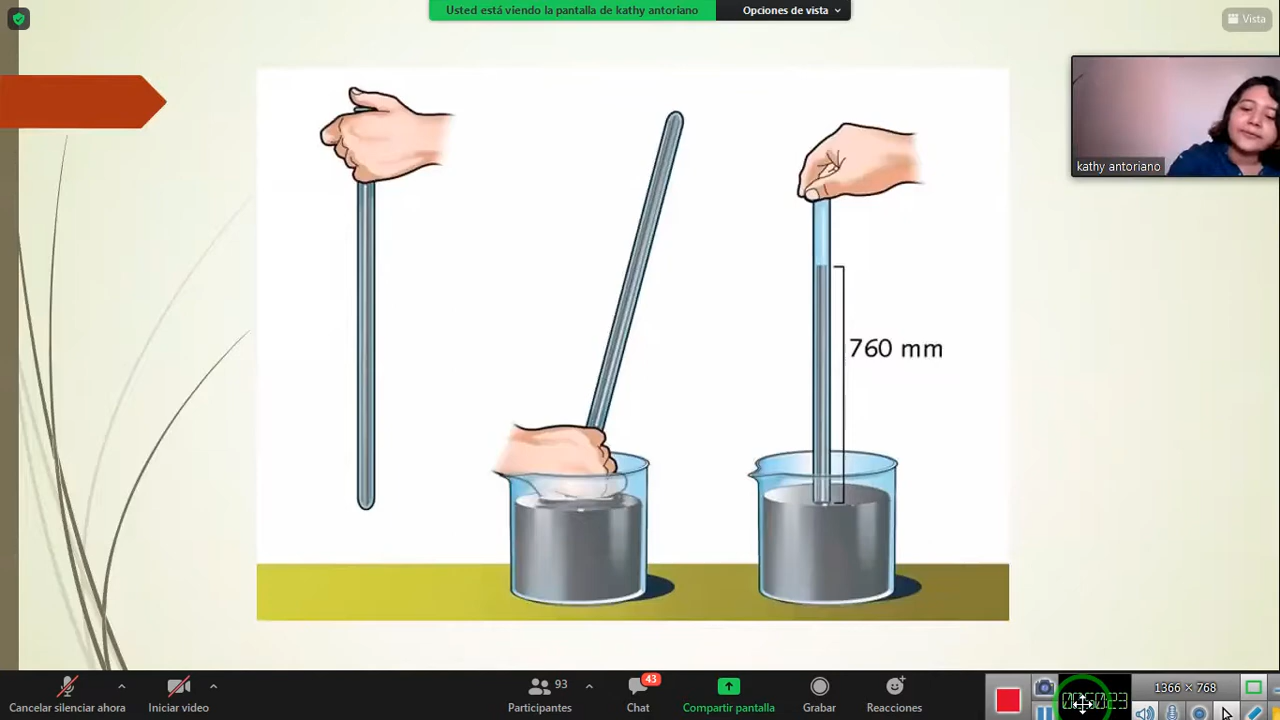 Usted está viendo la pantalla de kathy antoriano
Opciones de vista
Vista
kathy antoriano
760 mm
Cancelar silenciar ahora
Iniciar video
93
Participantes
43
Chat
Compartir pantalla
Grabar
Reacciones
1366 × 768